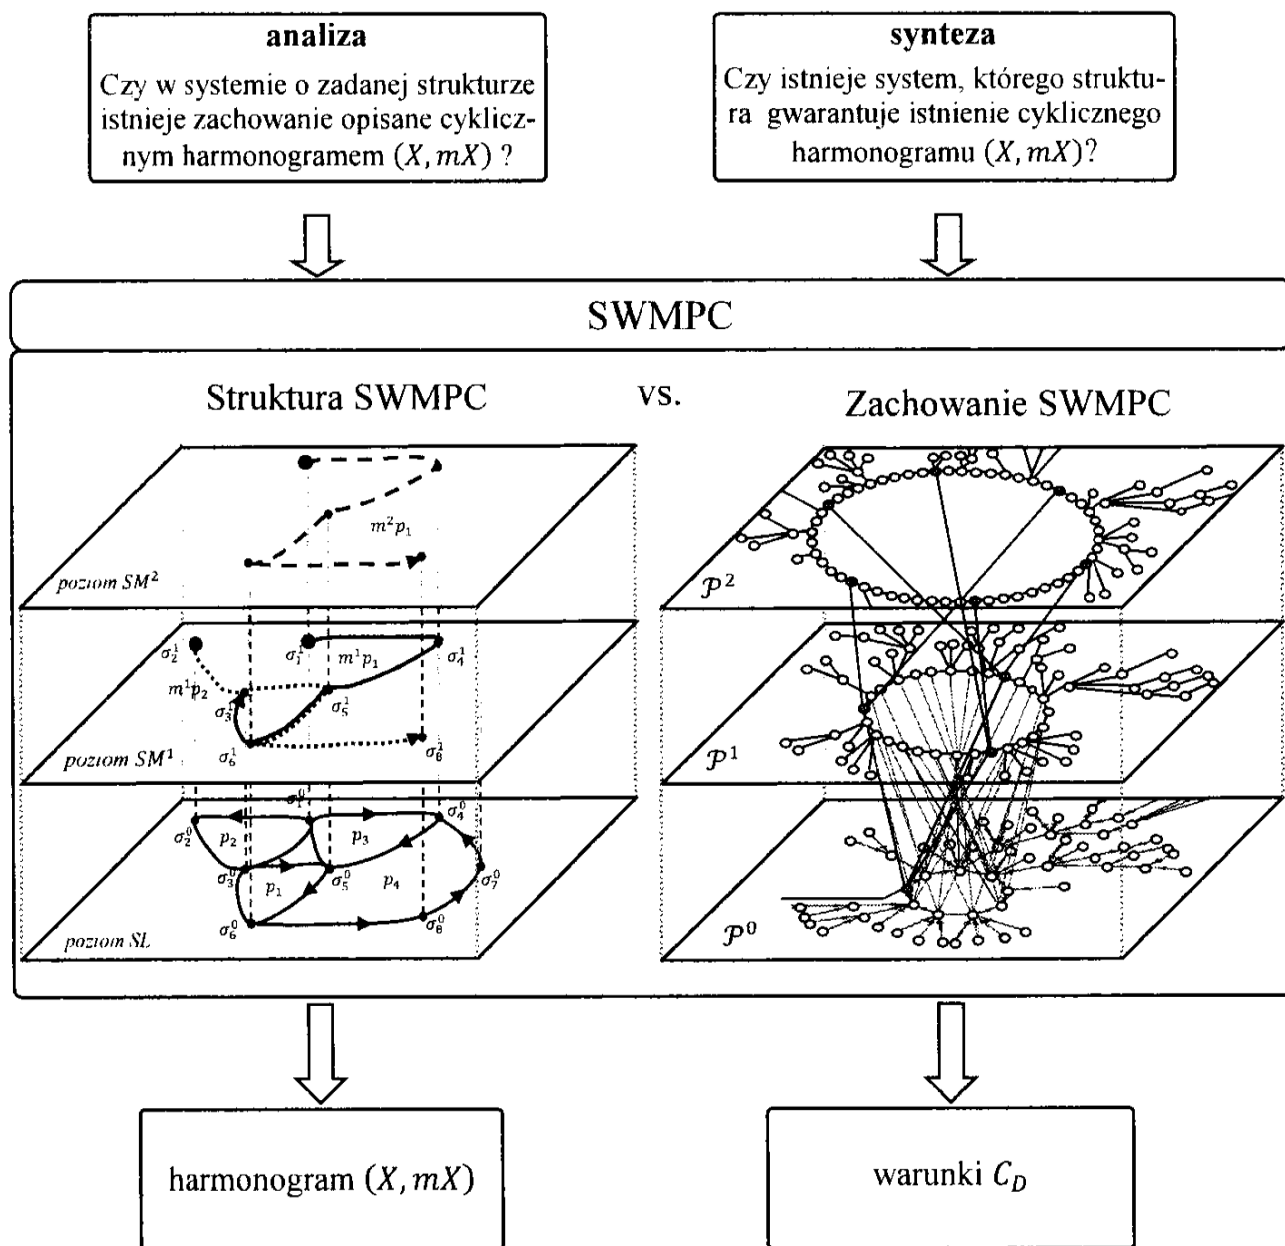 analiza
Czy w systemie o zadanej strukturze
istnieje zachowanie opisane cyklicz-
nym harmonogramem (X, mX) ?
synteza
Czy istnieje system, którego struktu-
ra gwarantuje istnienie cyklicznego
harmonogramu (X, mX)?
SWMPC
Struktura SWMPC
vs.
Zachowanie SWMPC
m²p₁
poziom SM²
𝒫²
σ₂¹
σ₁¹
m¹p₁
σ₄¹
m¹p₂
σ₃¹
σ₅¹
σ₆¹
σ₈¹
poziom SM¹
𝒫¹
σ₁⁰
σ₄⁰
σ₂⁰
p₂
p₃
σ₃⁰
p₁
σ₅⁰
p₄
σ₇⁰
σ₆⁰
σ₈⁰
poziom SL
𝒫⁰
harmonogram (X, mX)
warunki C_D